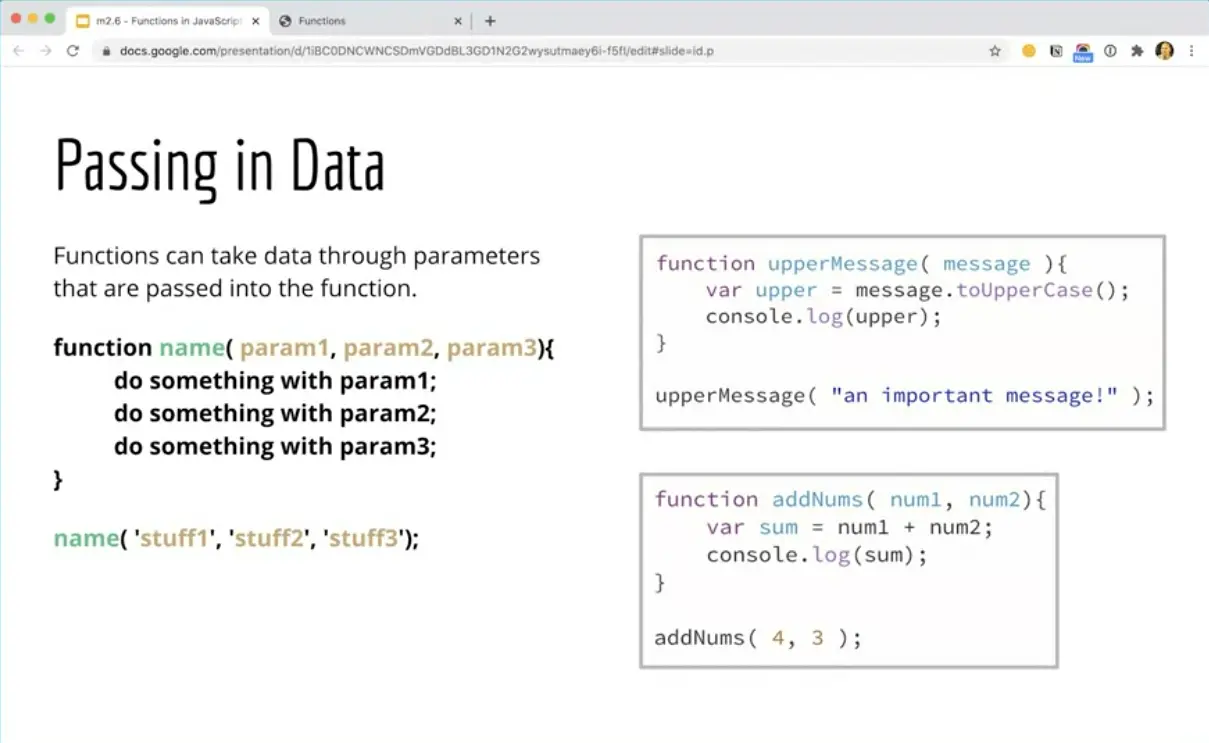 m2.6 - Functions in JavaScript
Functions
docs.google.com/presentation/d/1iBC0DNCWNCSDmVGDdBL3GD1N2G2wysutmaey6i-f5fI/edit#slide=id.p
New
Passing in Data
Functions can take data through parameters
that are passed into the function.
function name( param1, param2, param3){
do something with param1;
do something with param2;
do something with param3;
}
name( 'stuff1', 'stuff2', 'stuff3');
function upperMessage( message ){
var upper = message.toUpperCase();
console.log(upper);
}
upperMessage( "an important message!" );
function addNums( num1, num2){
var sum = num1 + num2;
console.log(sum);
}
addNums( 4, 3 );